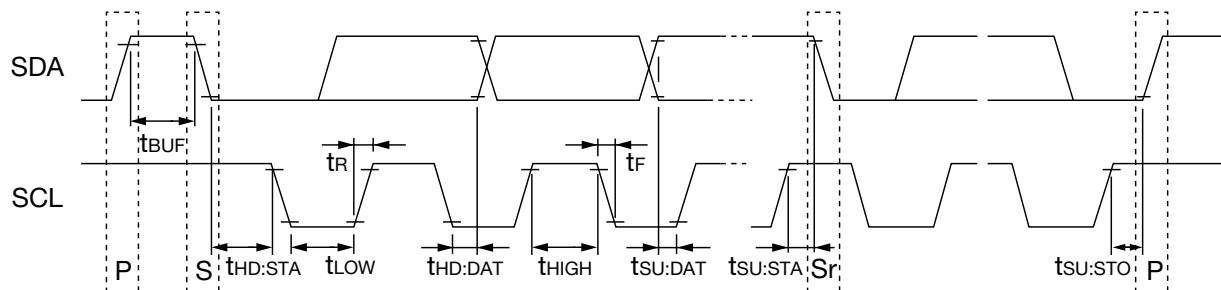 SDA
tBUF
tR
tF
SCL
P
S
tHD:STA
tLOW
tHD:DAT
tHIGH
tSU:DAT
tSU:STA
Sr
tSU:STO
P